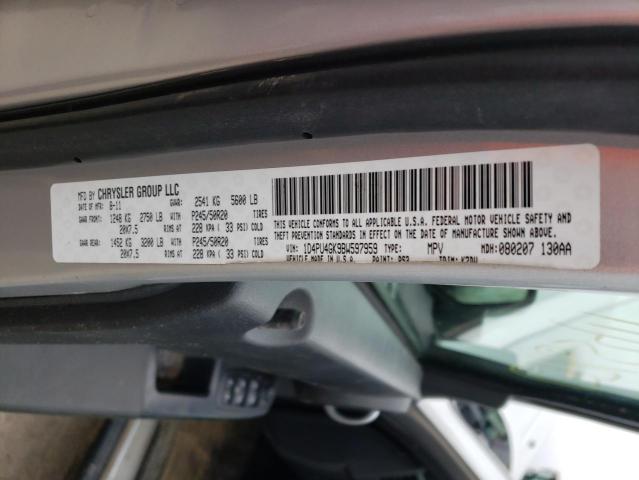 MFD BY CHRYSLER GROUP LLC
DATE OF MFR: 8-11 GVWR: 2541 KG 5600 LB
GAWR FRONT: 1248 KG 2750 LB WITH P245/50R20 TIRES
20X7.5 RIMS AT 228 KPA ( 33 PSI) COLD
GAWR REAR: 1452 KG 3200 LB WITH P245/50R20 TIRES
20X7.5 RIMS AT 228 KPA ( 33 PSI) COLD
THIS VEHICLE CONFORMS TO ALL APPLICABLE U.S.A. FEDERAL MOTOR VEHICLE SAFETY AND
THEFT PREVENTION STANDARDS IN EFFECT ON THE DATE OF MANUFACTURE SHOWN ABOVE.
VIN: 1D4PU4GK9BW597959 TYPE: MPV MDH: 080207 130AA
VEHICLE MADE IN U.S.A. PAINT: PS2 TRIM: